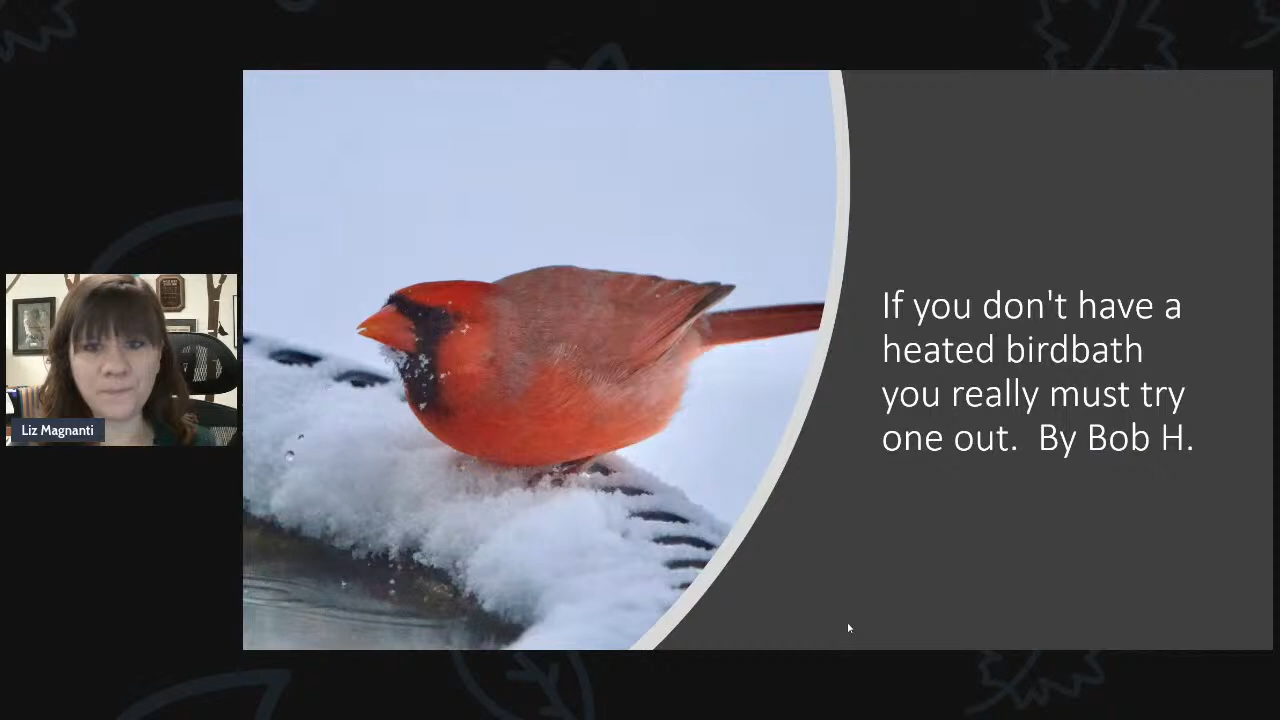 If you don't have a
heated birdbath
you really must try
one out.  By Bob H.
Liz Magnanti